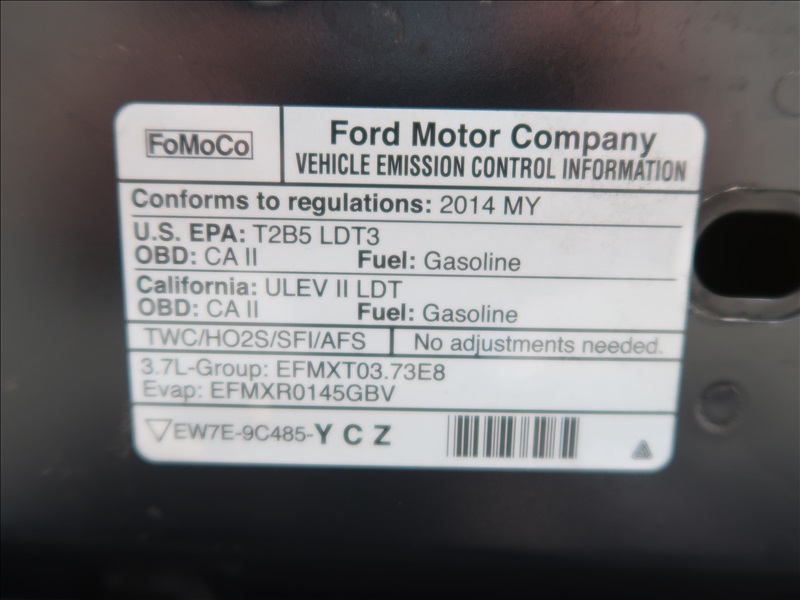 FoMoCo
Ford Motor Company
VEHICLE EMISSION CONTROL INFORMATION
Conforms to regulations: 2014 MY
U.S. EPA: T2B5 LDT3
OBD: CA II Fuel: Gasoline
California: ULEV II LDT
OBD: CA II Fuel: Gasoline
TWC/HO2S/SFI/AFS No adjustments needed.
3.7L-Group: EFMXT03.73E8
Evap: EFMXR0145GBV
EW7E-9C485-Y C Z